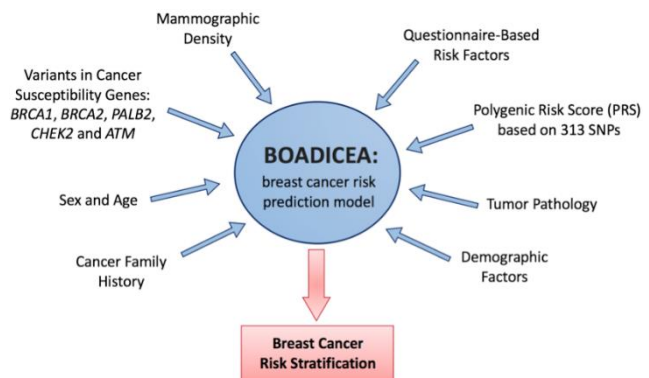 Mammographic
Density
Questionnaire-Based
Risk Factors
Variants in Cancer
Susceptibility Genes:
BRCA1, BRCA2, PALB2,
CHEK2 and ATM
Polygenic Risk Score (PRS)
based on 313 SNPs
BOADICEA:
breast cancer risk
prediction model
Sex and Age
Tumor Pathology
Cancer Family
History
Demographic
Factors
Breast Cancer
Risk Stratification